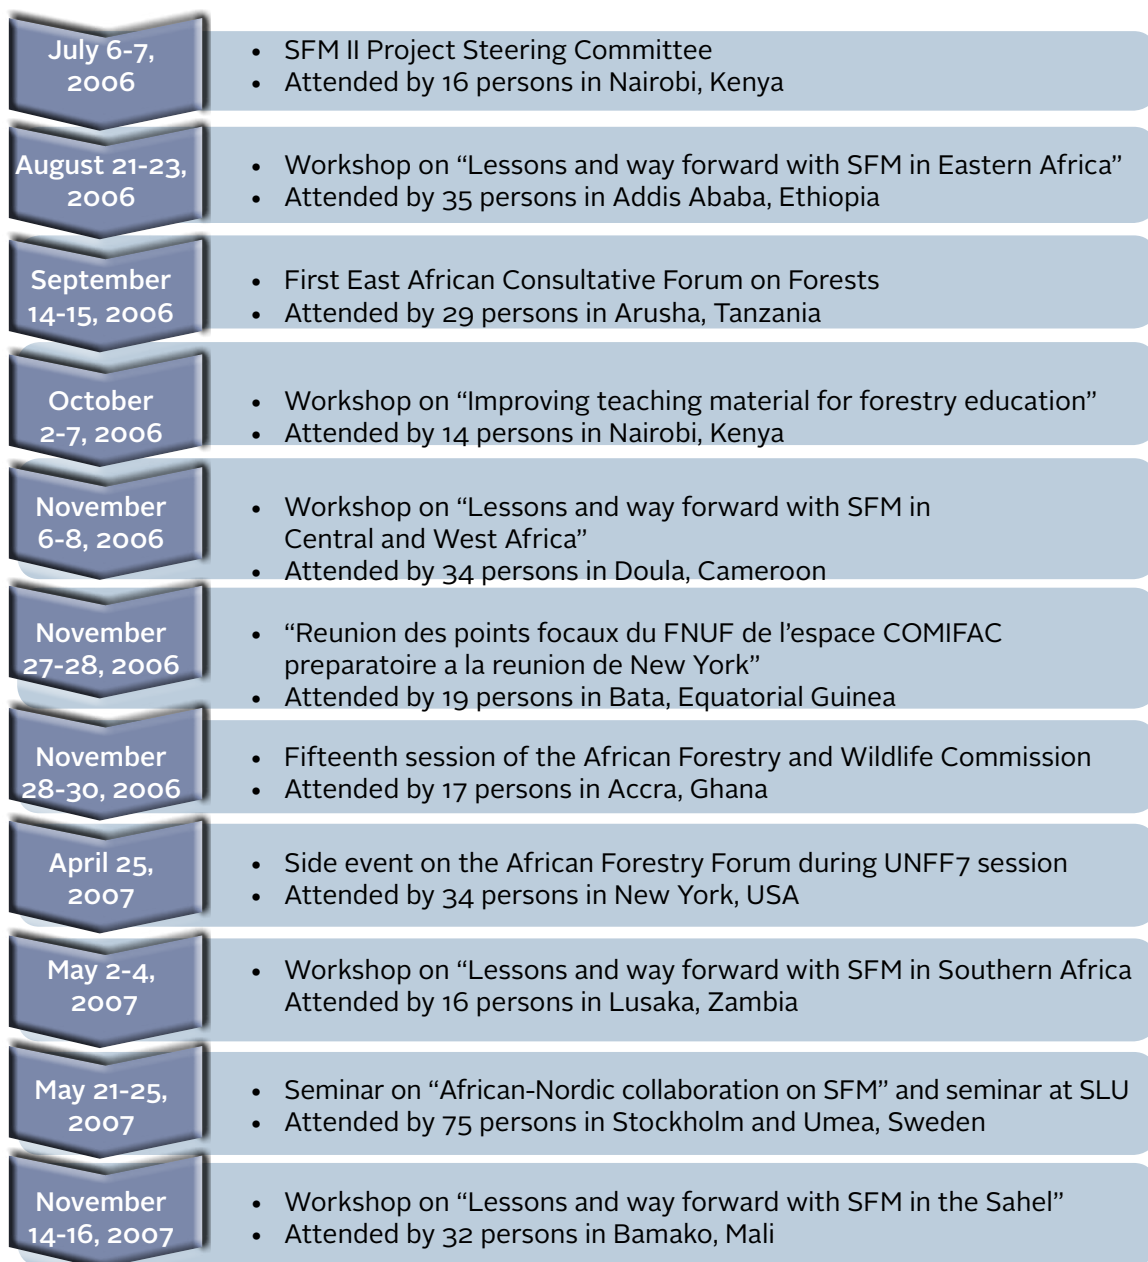 July 6-7,
2006
• SFM II Project Steering Committee
• Attended by 16 persons in Nairobi, Kenya
August 21-23,
2006
• Workshop on “Lessons and way forward with SFM in Eastern Africa”
• Attended by 35 persons in Addis Ababa, Ethiopia
September
14-15, 2006
• First East African Consultative Forum on Forests
• Attended by 29 persons in Arusha, Tanzania
October
2-7, 2006
• Workshop on “Improving teaching material for forestry education”
• Attended by 14 persons in Nairobi, Kenya
November
6-8, 2006
• Workshop on “Lessons and way forward with SFM in
Central and West Africa”
• Attended by 34 persons in Doula, Cameroon
November
27-28, 2006
• “Reunion des points focaux du FNUF de l'espace COMIFAC
preparatoire a la reunion de New York”
• Attended by 19 persons in Bata, Equatorial Guinea
November
28-30, 2006
• Fifteenth session of the African Forestry and Wildlife Commission
• Attended by 17 persons in Accra, Ghana
April 25,
2007
• Side event on the African Forestry Forum during UNFF7 session
• Attended by 34 persons in New York, USA
May 2-4,
2007
• Workshop on “Lessons and way forward with SFM in Southern Africa
Attended by 16 persons in Lusaka, Zambia
May 21-25,
2007
• Seminar on “African-Nordic collaboration on SFM” and seminar at SLU
• Attended by 75 persons in Stockholm and Umea, Sweden
November
14-16, 2007
• Workshop on “Lessons and way forward with SFM in the Sahel”
• Attended by 32 persons in Bamako, Mali